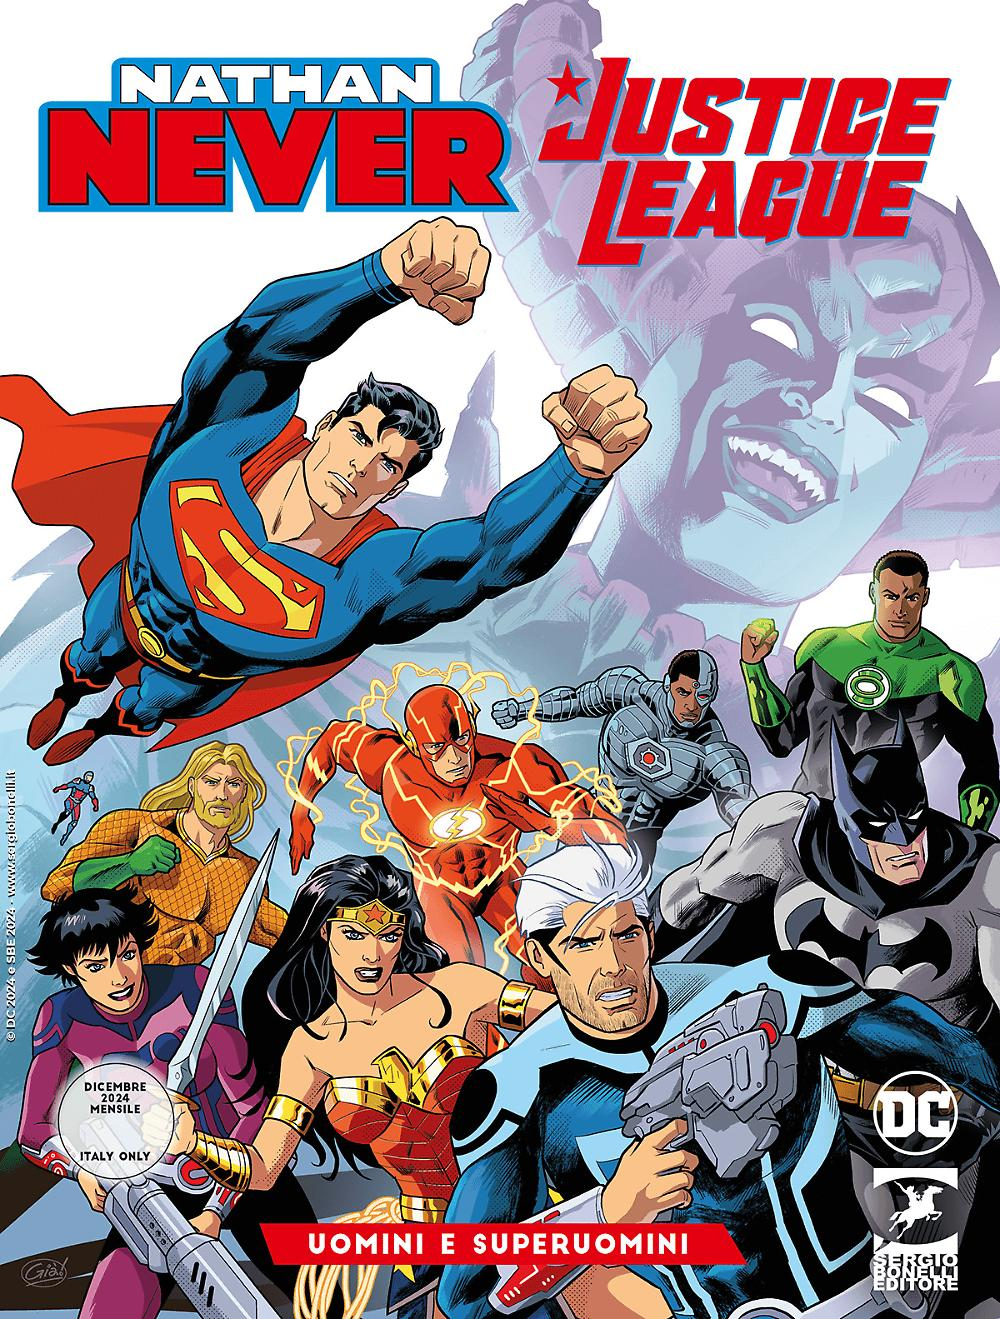 NATHAN
NEVER
JUSTICE
LEAGUE
S
© DC 2024 e SBE 2024 - www.sergiobonelli.it
DICEMBRE
2024
MENSILE
ITALY ONLY
DC
UOMINI E SUPERUOMINI
SERGIO
BONELLI
EDITORE
Giàr